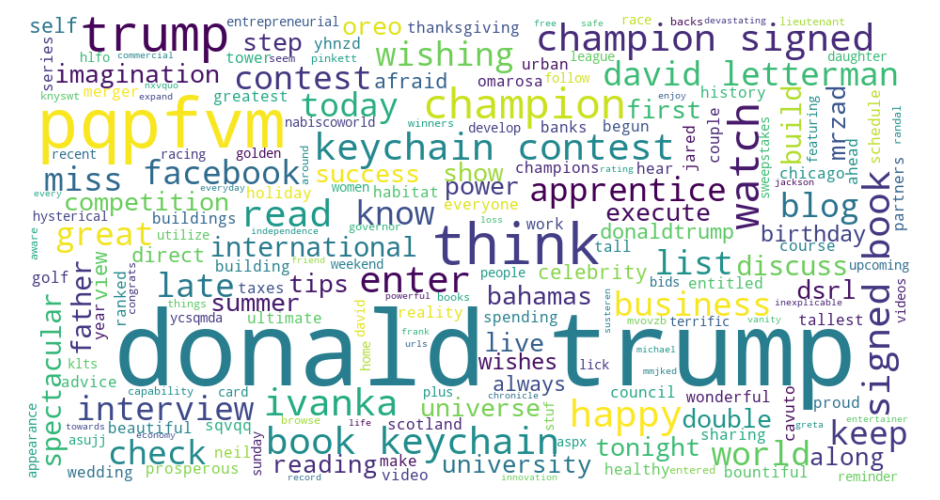 self
trump
entrepreneurial
oreo
thanksgiving
free
safe
race
backs
devastating
lieutenant
hlfo
commercial
step
yhnzd
wishing
urban
league
champion signed
daughter
series
imagination
tower
seem
pinkett
contest
afraid
omarosa
follow
david letterman
knyswt
merger
nxvquo
expand
greatest
nabiscoworld
today
champion
first
history
enjoy
build
featuring
mrzad
ahead
schedule
randal
pqpfvm
winners
develop
banks
begun
jared
couple
watch
sweepstakes
recent
racing
golden
around
keychain contest
champions
rating
hear
chicago
partners
miss
facebook
success
show
apprentice
jackson
every
everyday
holiday
women
habitat
power
everyone
execute
blog
signed book
competition
hysterical
buildings
independence
read
governor
know
loss
work
donaldtrump
birthday
aware
great
utilize
direct
international
think
tall
list
discuss
course
upcoming
golf
father
year
view
ranked
congrats
building
friend
weekend
late
taxes
tips
enter
people
celebrity
bids
entitled
dsrl
inexplicable
videos
spectacular
things
summer
powerful
books
bahamas
business
ycsqmda
ultimate
home
david
reality
spending
susteren
mvovzb
terrific
vanity
tallest
donald trump
klts
frank
urls
live
michael
advice
wishes
lick
mmjked
capability
card
plus
chronicle
always
council
wonderful
proud
keep
appearance
towards
interview
ivanka
universe
stuf
happy
double
cavuto
greta
entertainer
asujj
beautiful
sqvqq
browse
life
scotland
aspx
sharing
economy
check
neil
sunday
book keychain
tonight
world
along
wedding
prosperous
reading
make
university
healthy
entered
bountiful
reminder
record
video
innovation